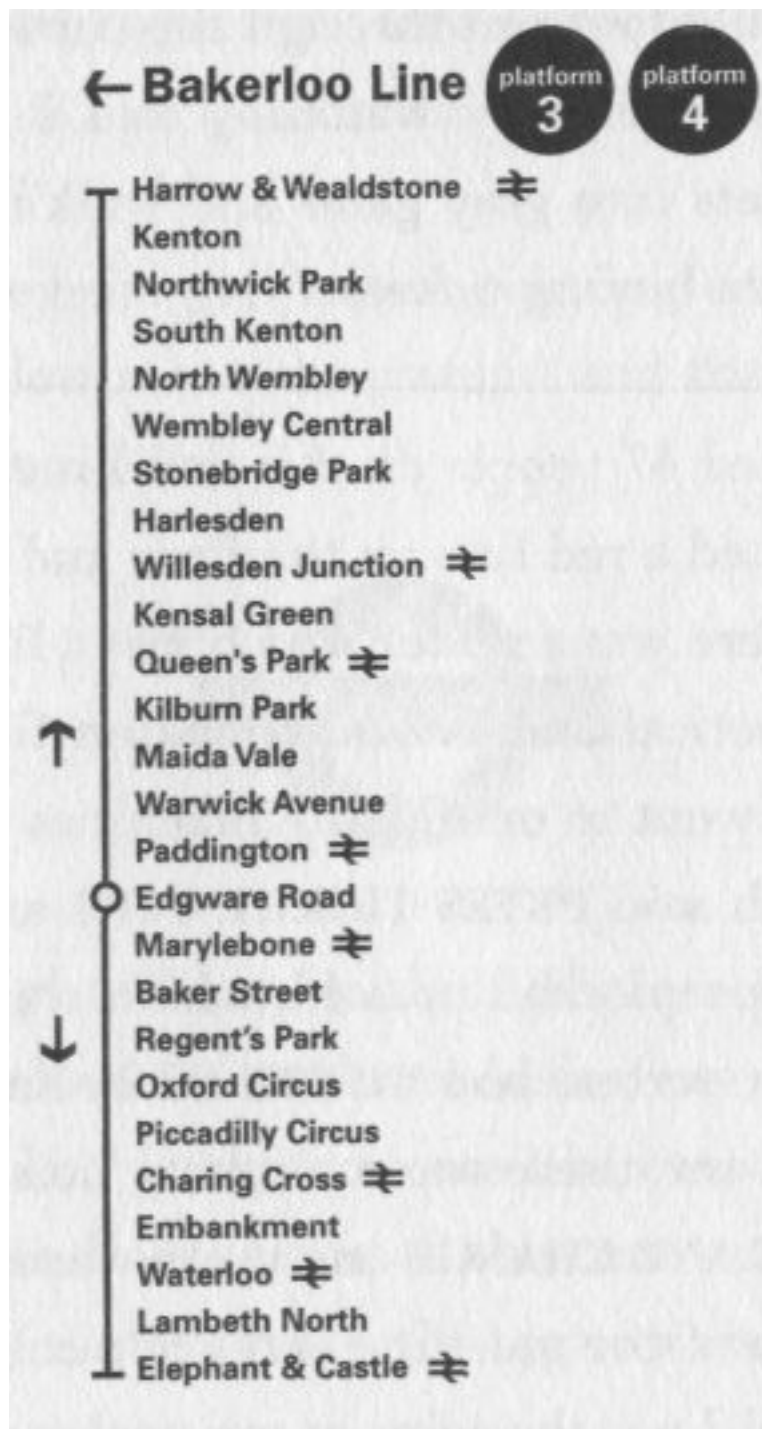 ← Bakerloo Line platform 3 platform 4
Harrow & Wealdstone
Kenton
Northwick Park
South Kenton
North Wembley
Wembley Central
Stonebridge Park
Harlesden
Willesden Junction
Kensal Green
Queen's Park
Kilburn Park
Maida Vale
Warwick Avenue
Paddington
Edgware Road
Marylebone
Baker Street
Regent's Park
Oxford Circus
Piccadilly Circus
Charing Cross
Embankment
Waterloo
Lambeth North
Elephant & Castle